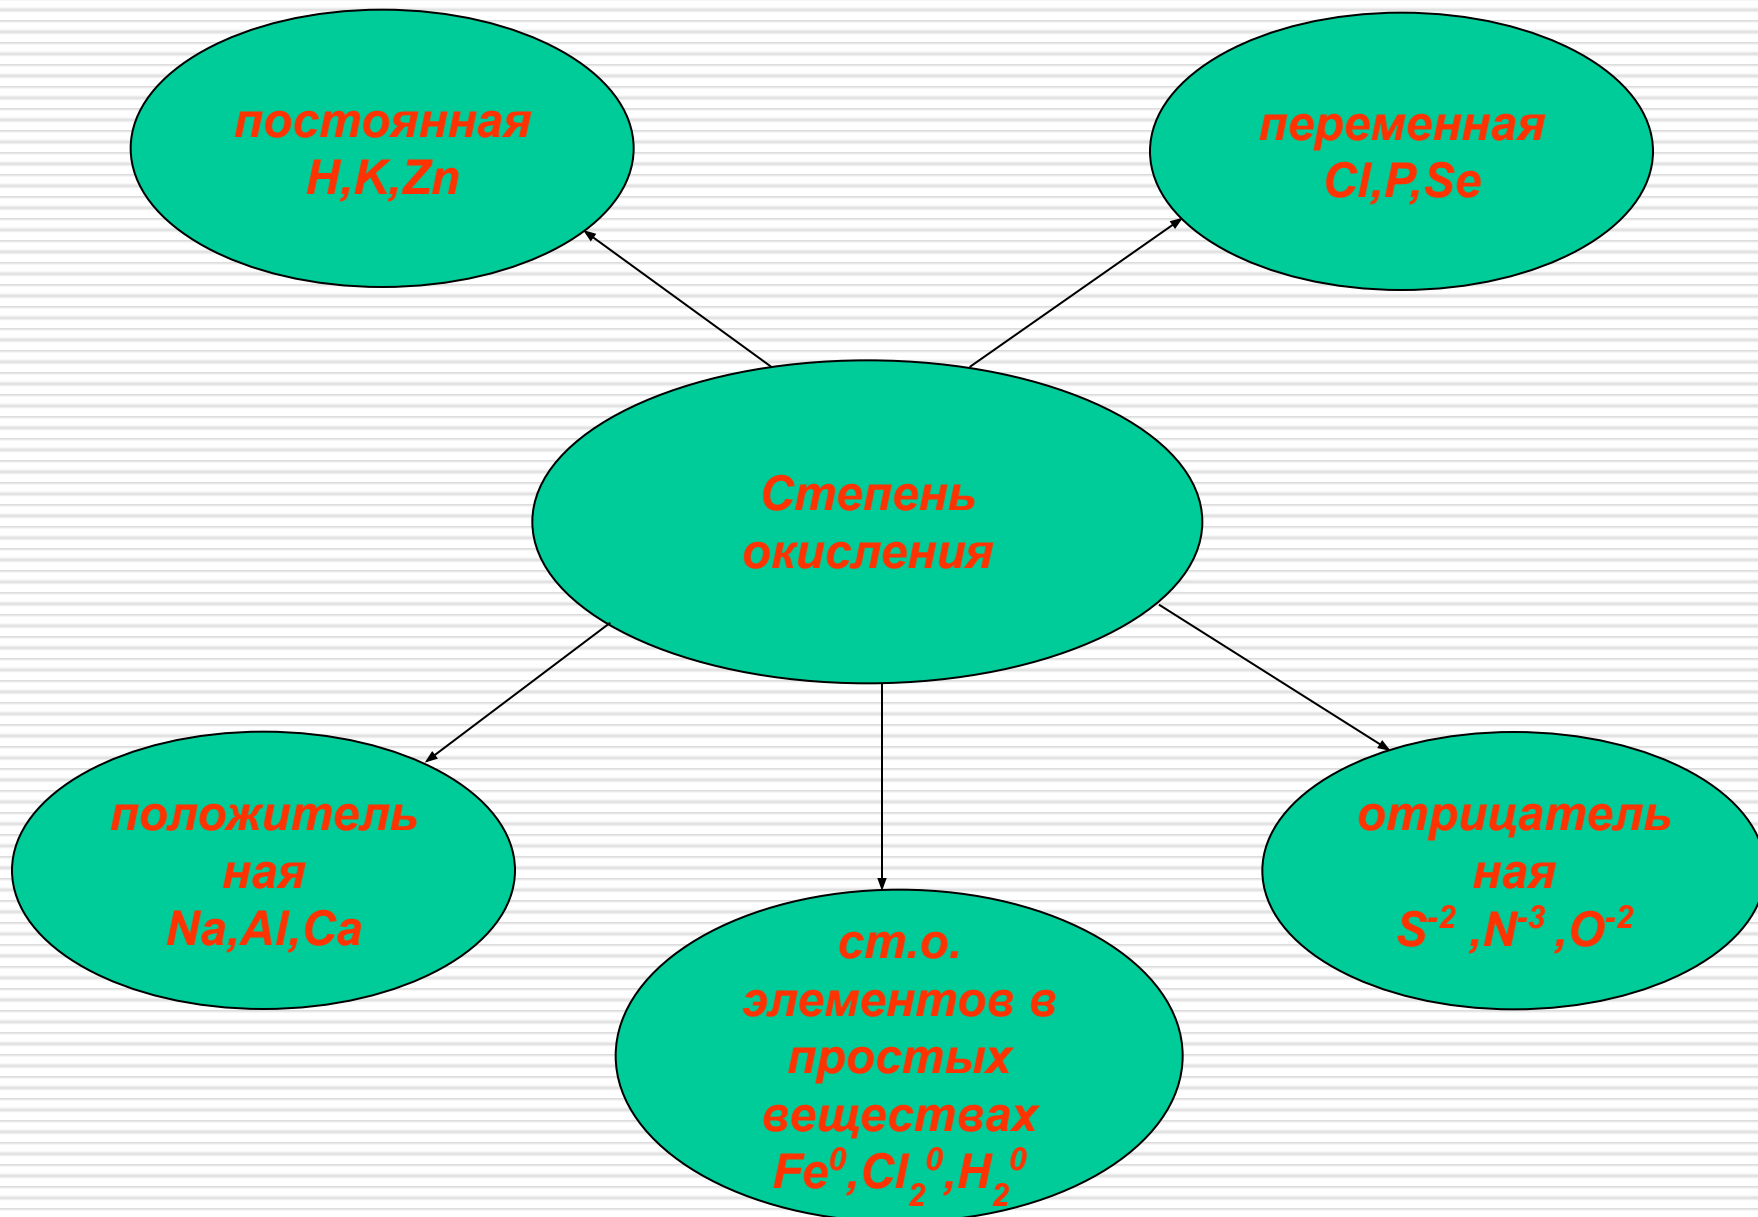 постоянная
H,K,Zn
переменная
Cl,P,Se
Степень
окисления
положитель
ная
Na,Al,Ca
ст.о.
элементов в
простых
веществах
Fe⁰,Cl₂⁰,H₂⁰
отрицатель
ная
S⁻² ,N⁻³ ,O⁻²